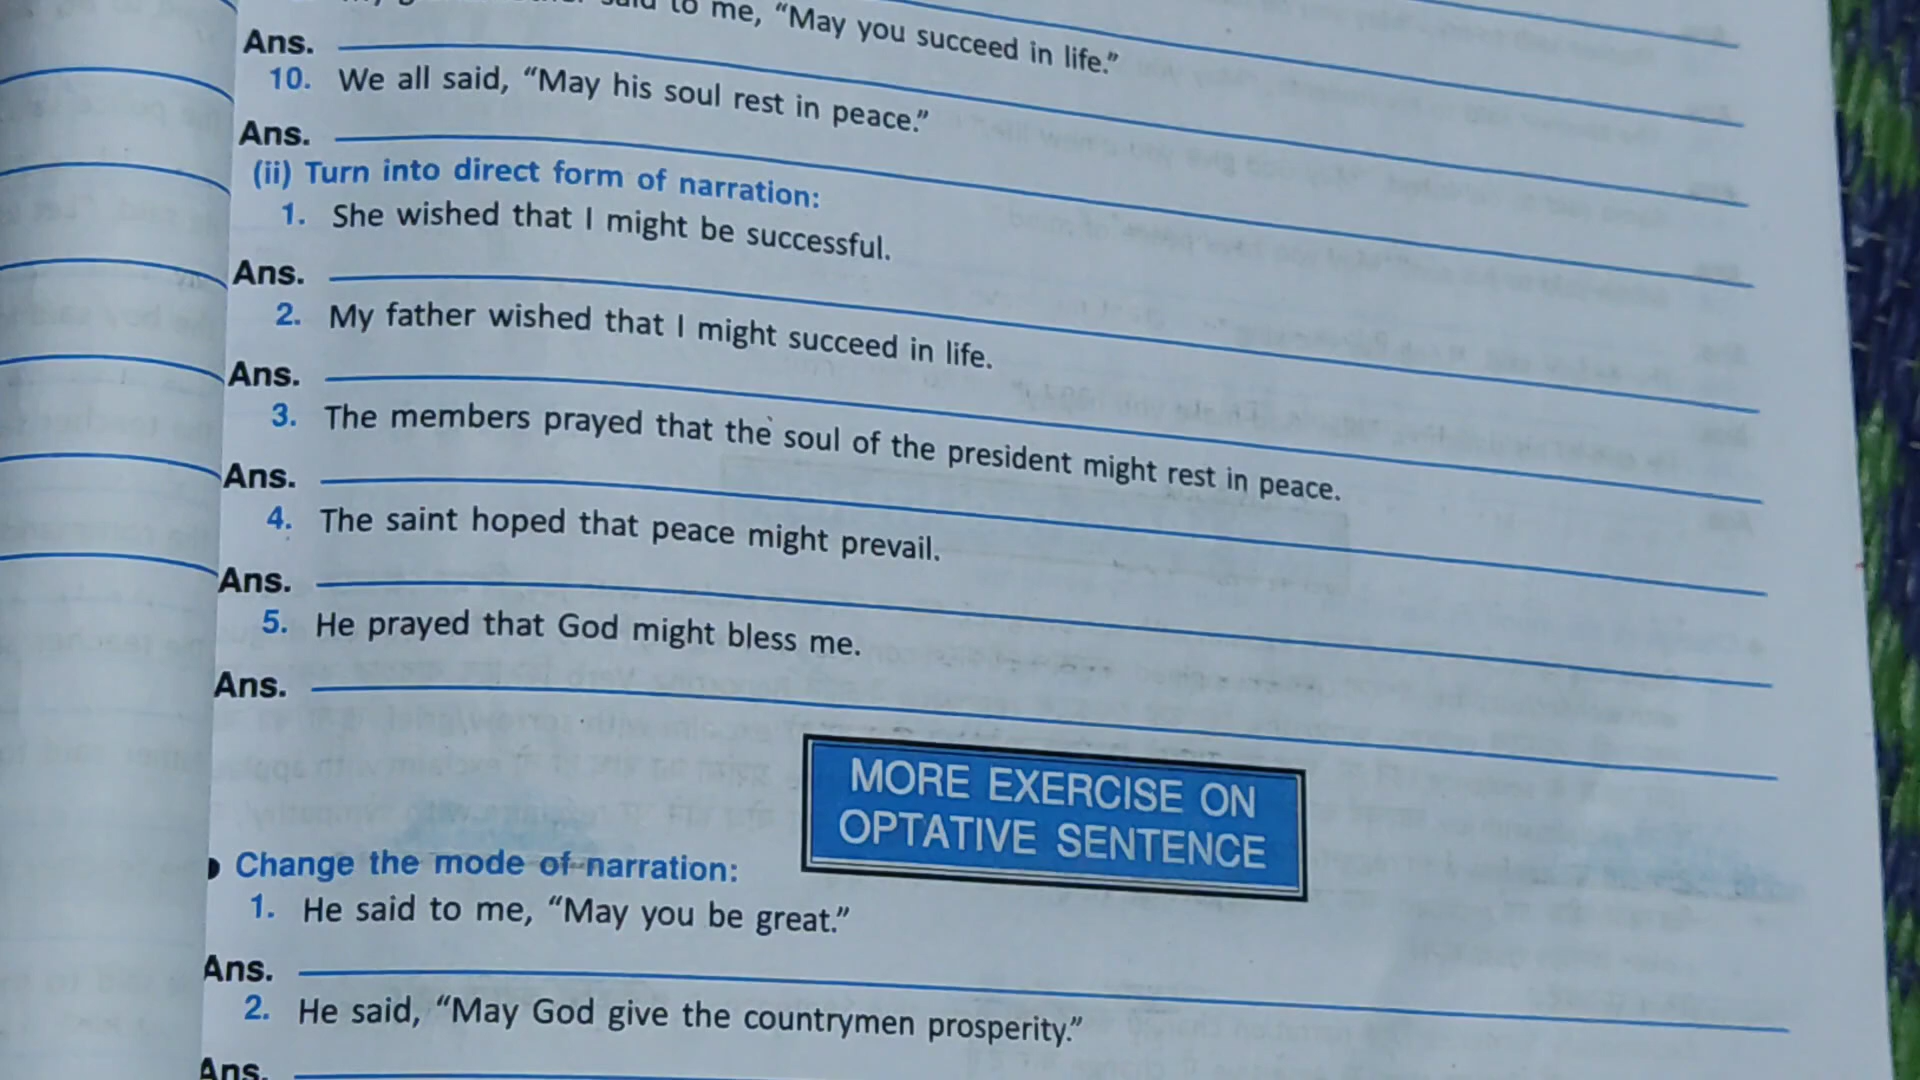 to me, “May you succeed in life.”
Ans.
10. We all said, “May his soul rest in peace.”
Ans.
(ii) Turn into direct form of narration:
1. She wished that I might be successful.
Ans.
2. My father wished that I might succeed in life.
Ans.
3. The members prayed that the soul of the president might rest in peace.
Ans.
4. The saint hoped that peace might prevail.
Ans.
5. He prayed that God might bless me.
Ans.
MORE EXERCISE ON
OPTATIVE SENTENCE
Change the mode of narration:
1. He said to me, “May you be great.”
Ans.
2. He said, “May God give the countrymen prosperity.”
Ans.